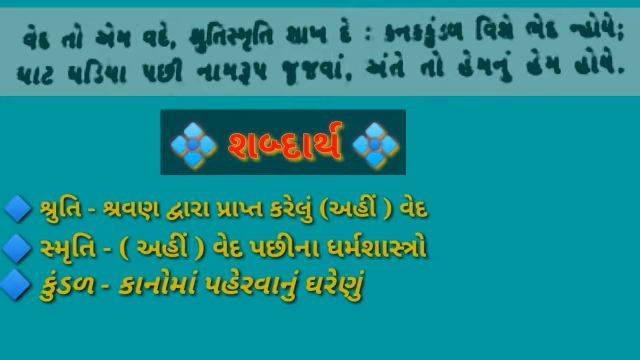 વેદ તો એમ વદે, શ્રુતિસ્મૃતિ શાખ દે : કનકકુંડળ વિશે ભેદ ન્હોયે;
ઘાટ ઘડિયા પછી નામરૂપ જૂજવાં, અંતે તો હેમનું હેમ હોયે.
શબ્દાર્થ
શ્રુતિ - શ્રવણ દ્વારા પ્રાપ્ત કરેલું (અહીં ) વેદ
સ્મૃતિ - ( અહીં ) વેદ પછીના ધર્મશાસ્ત્રો
કુંડળ - કાનોમાં પહેરવાનું ઘરેણું